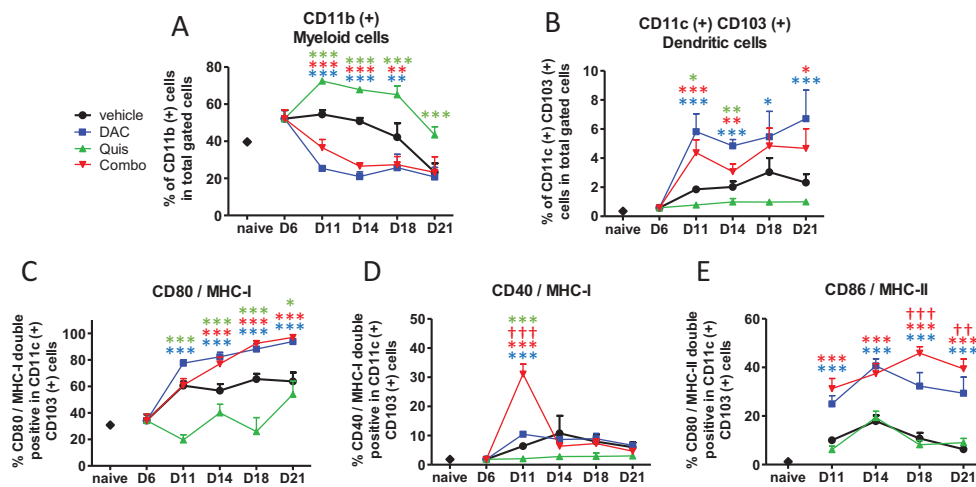 A
CD11b (+)
Myeloid cells
*** *** ***
*** *** **
*** *** ** ***
% of CD11b (+) cells
in total gated cells
80
60
40
20
0
naive D6 D11 D14 D18 D21
vehicle
DAC
Quis
Combo
B
CD11c (+) CD103 (+)
Dendritic cells
* *
*** ** * ***
*** **
***
% of CD11c (+) CD103 (+)
cells in total gated cells
10
8
6
4
2
0
naive D6 D11 D14 D18 D21
C
CD80 / MHC-I
*** *** *** *
*** *** *** ***
*** *** ***
% CD80 / MHC-I double
positive in CD11c (+)
CD103 (+) cells
100
80
60
40
20
0
naive D6 D11 D14 D18 D21
D
CD40 / MHC-I
***
†††
***
***
% CD40 / MHC-I double
positive in CD11c (+)
CD103 (+) cells
50
40
30
20
10
0
naive D6 D11 D14 D18 D21
E
CD86 / MHC-II
††† ††
*** *** *** ***
*** *** *** ***
% CD80 / MHC-II double
positive in CD11c (+)
CD103 (+) cells
60
40
20
0
naive D11 D14 D18 D21